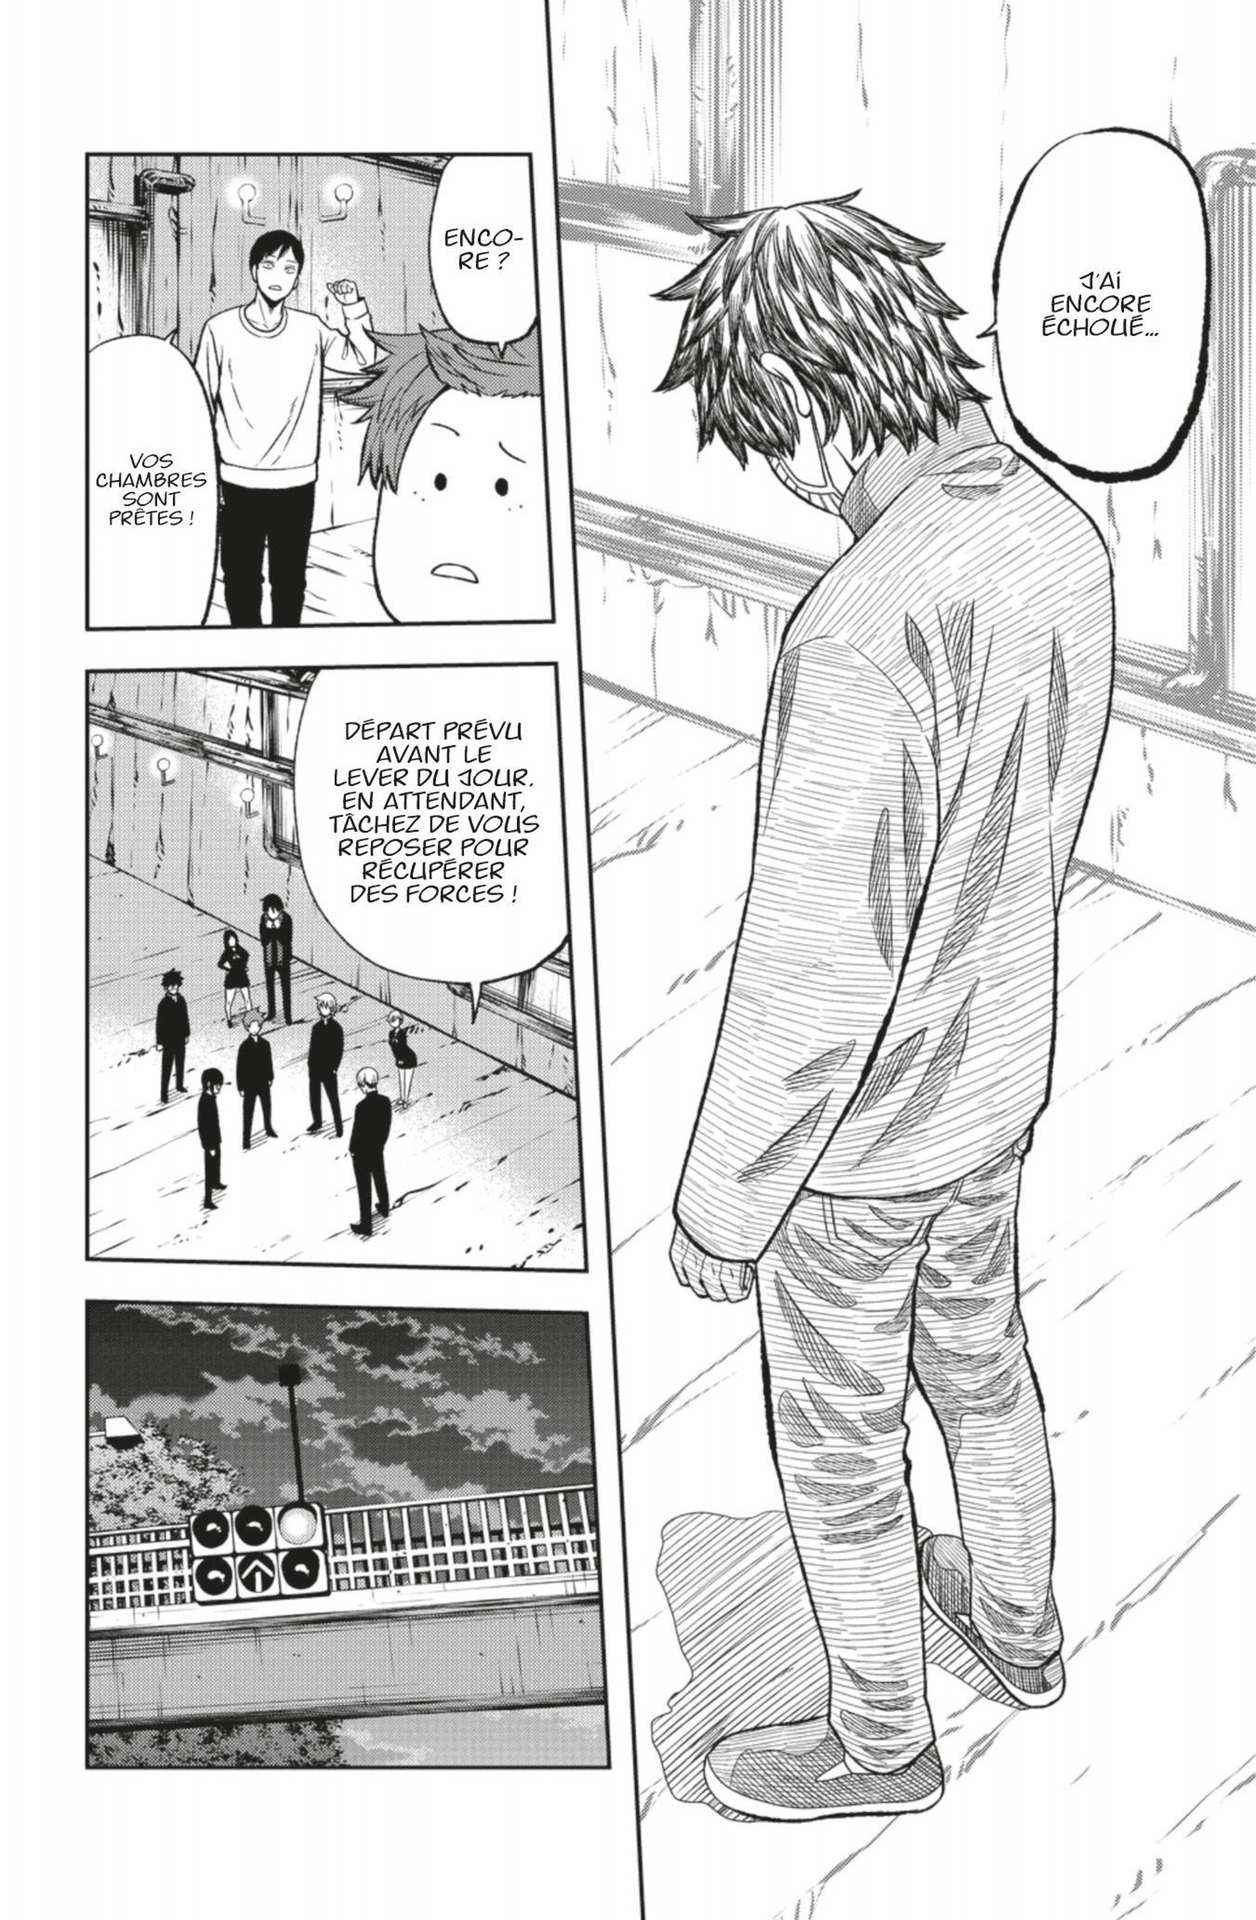 J'AI
ENCORE
ÉCHOUÉ...
ENCO-
RE ?
VOS
CHAMBRES
SONT
PRÊTES !
DÉPART PRÉVU
AVANT LE
LEVER DU JOUR.
EN ATTENDANT,
TÂCHEZ DE VOUS
REPOSER POUR
RÉCUPÉRER
DES FORCES !